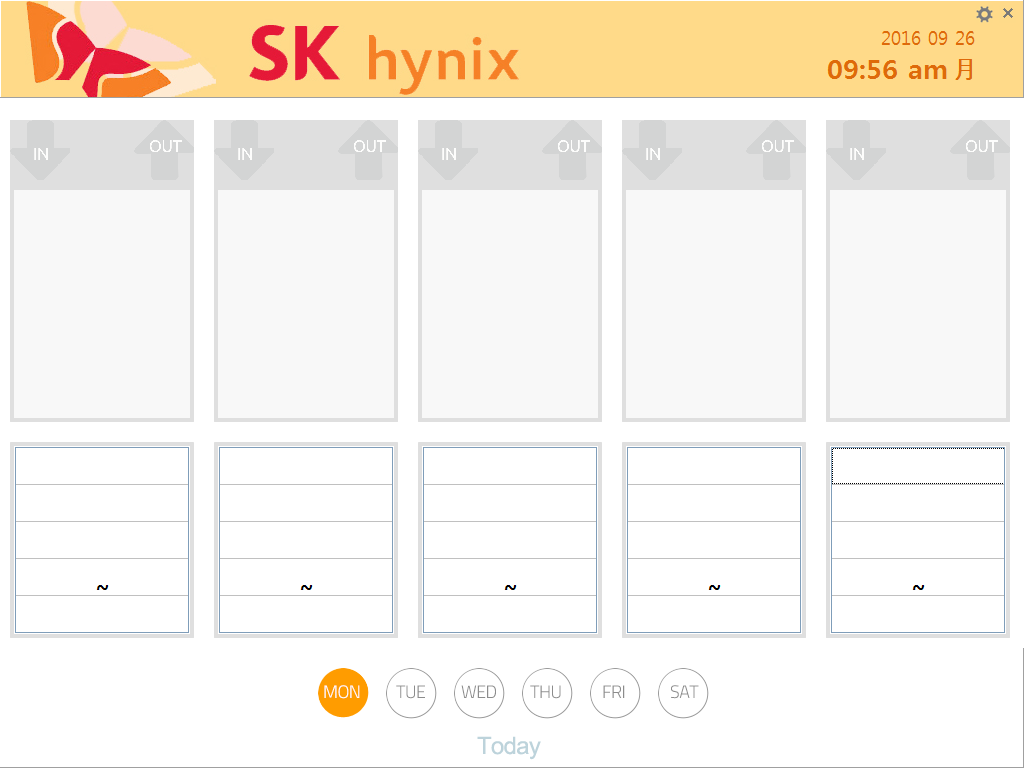 SK hynix
2016 09 26
09:56 am 月
IN OUT IN OUT IN OUT IN OUT IN OUT
~ ~ ~ ~ ~
MON TUE WED THU FRI SAT
Today